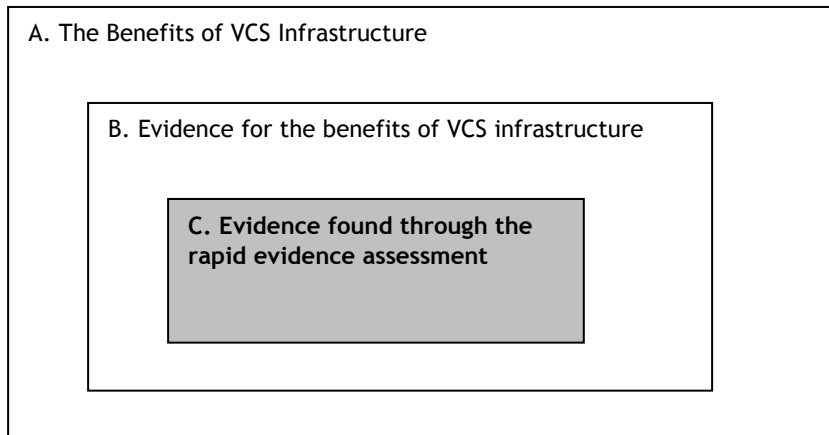 A. The Benefits of VCS Infrastructure
B. Evidence for the benefits of VCS infrastructure
C. Evidence found through the
rapid evidence assessment